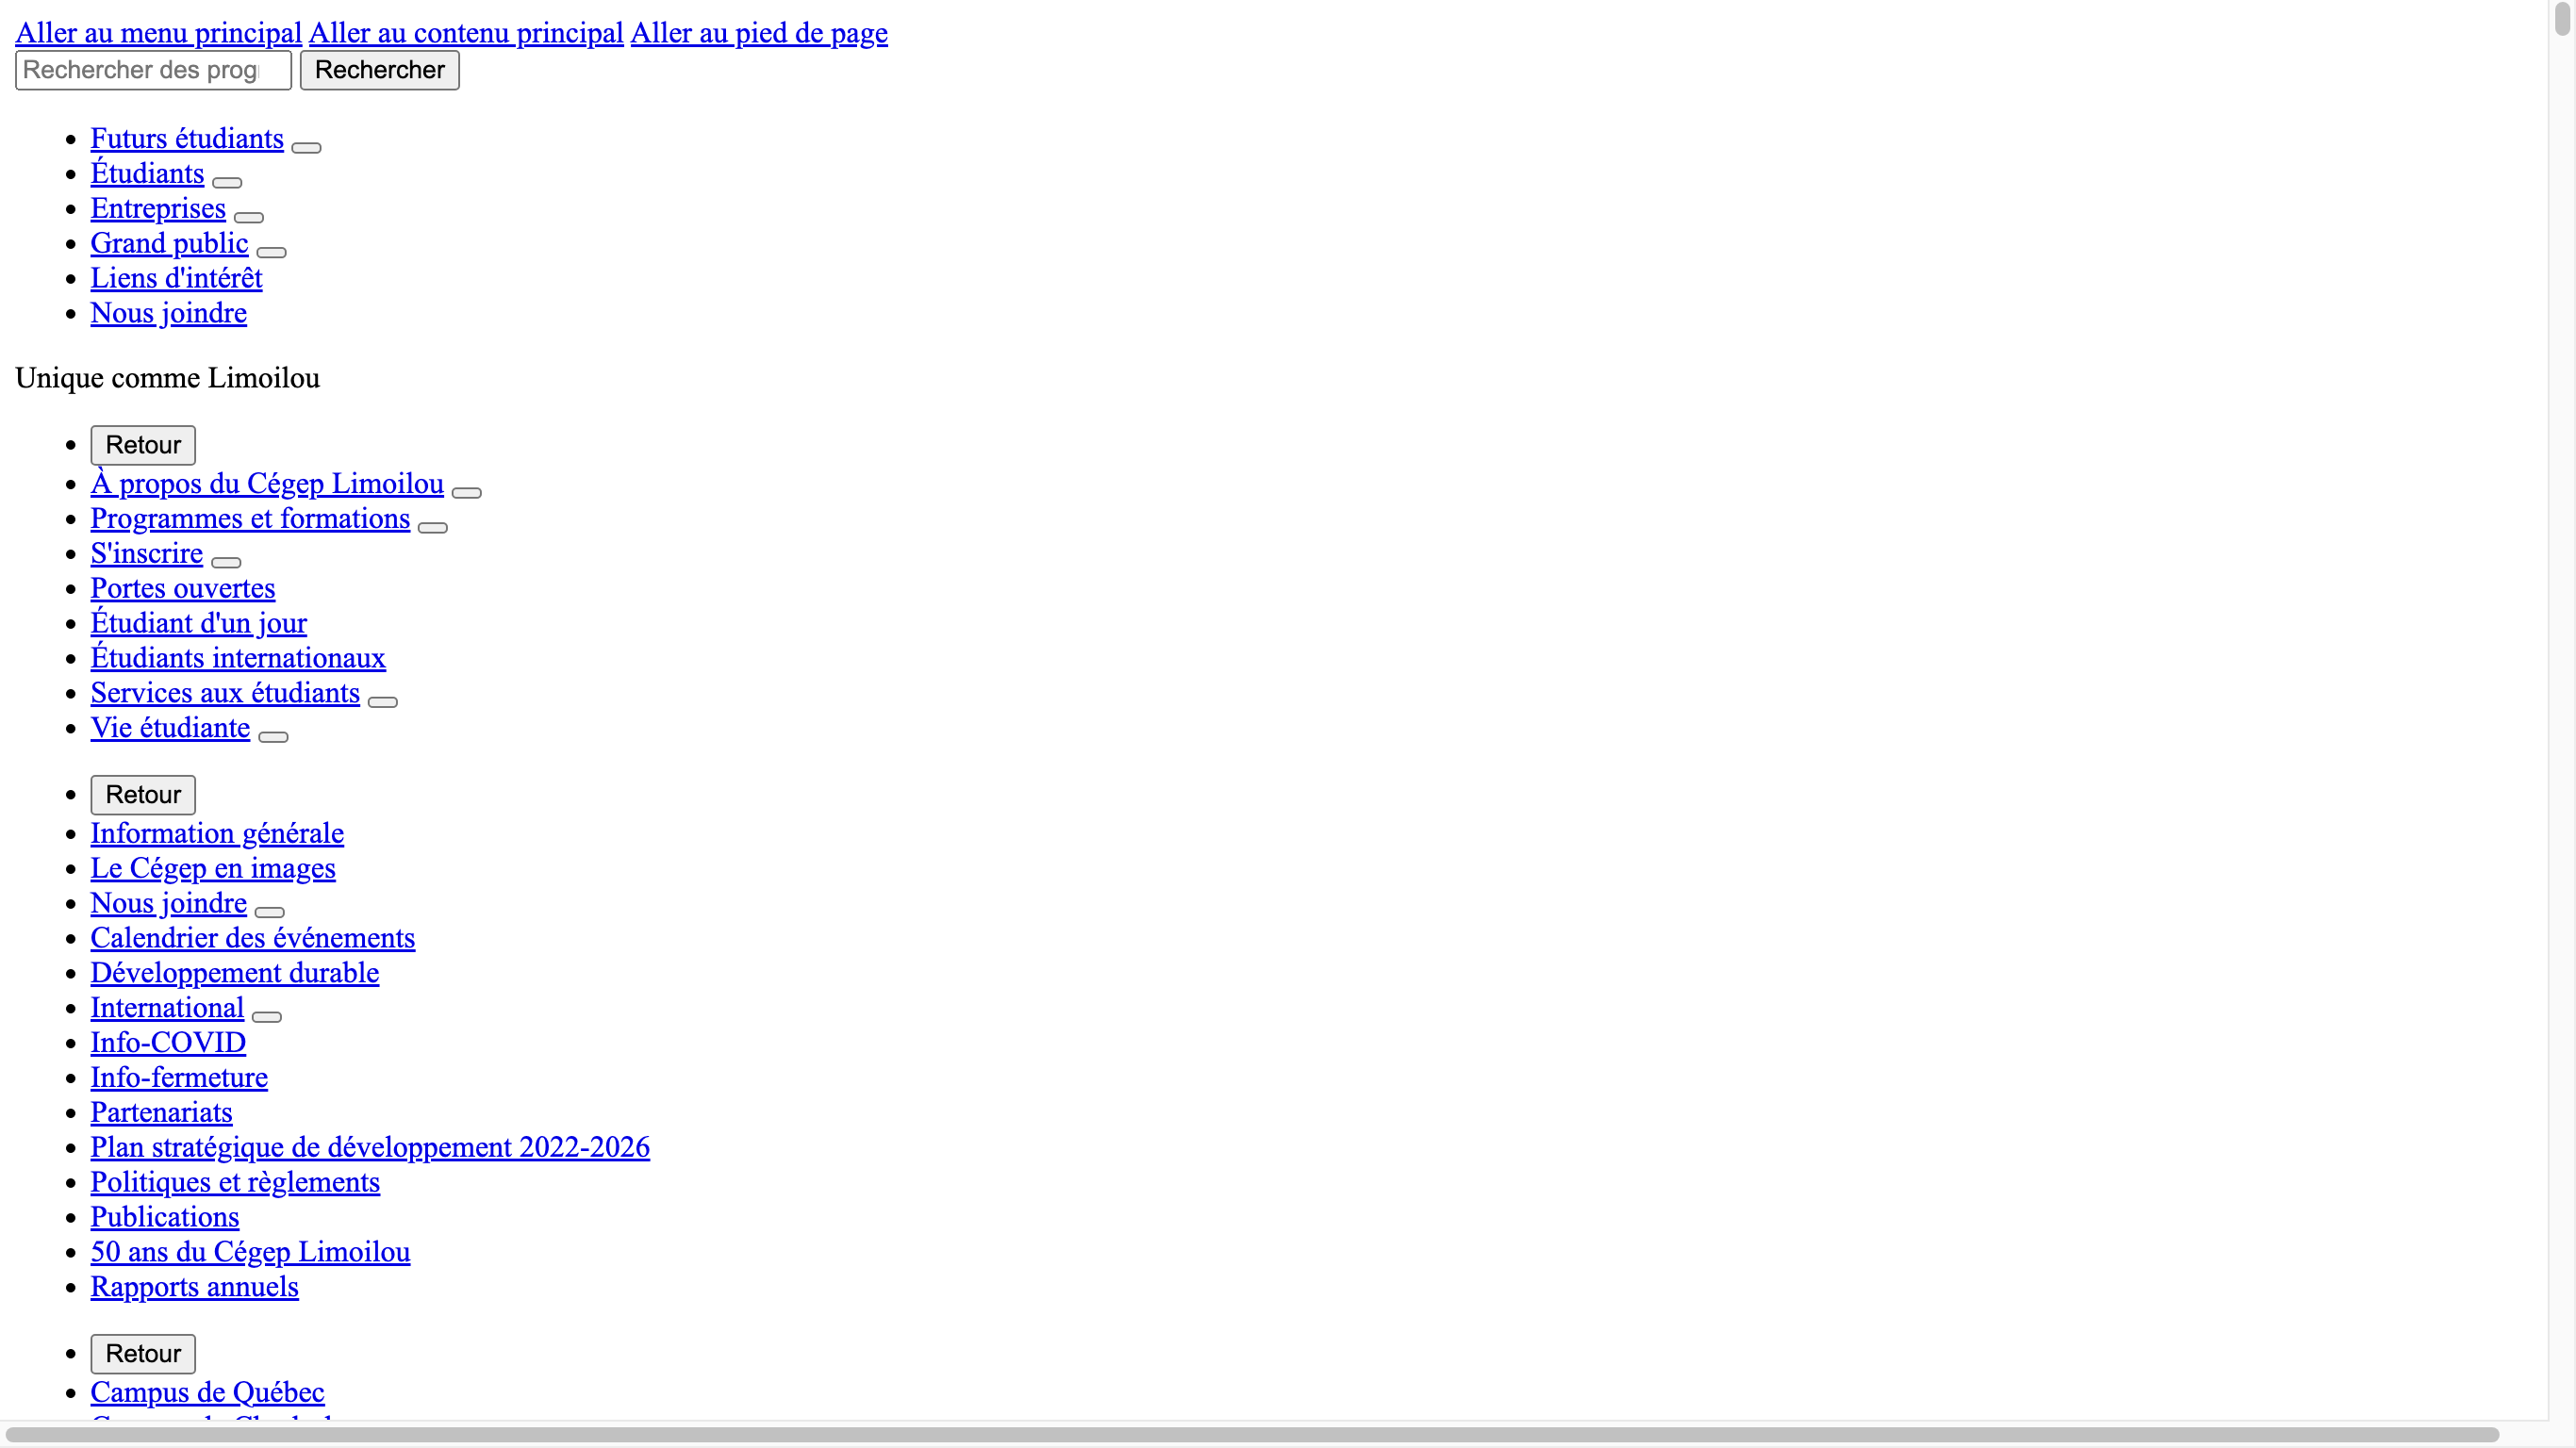 Aller au menu principal Aller au contenu principal Aller au pied de page
Rechercher des prog Rechercher
Futurs étudiants
Étudiants
Entreprises
Grand public
Liens d'intérêt
Nous joindre
Unique comme Limoilou
Retour
À propos du Cégep Limoilou
Programmes et formations
S'inscrire
Portes ouvertes
Étudiant d'un jour
Étudiants internationaux
Services aux étudiants
Vie étudiante
Retour
Information générale
Le Cégep en images
Nous joindre
Calendrier des événements
Développement durable
International
Info-COVID
Info-fermeture
Partenariats
Plan stratégique de développement 2022-2026
Politiques et règlements
Publications
50 ans du Cégep Limoilou
Rapports annuels
Retour
Campus de Québec